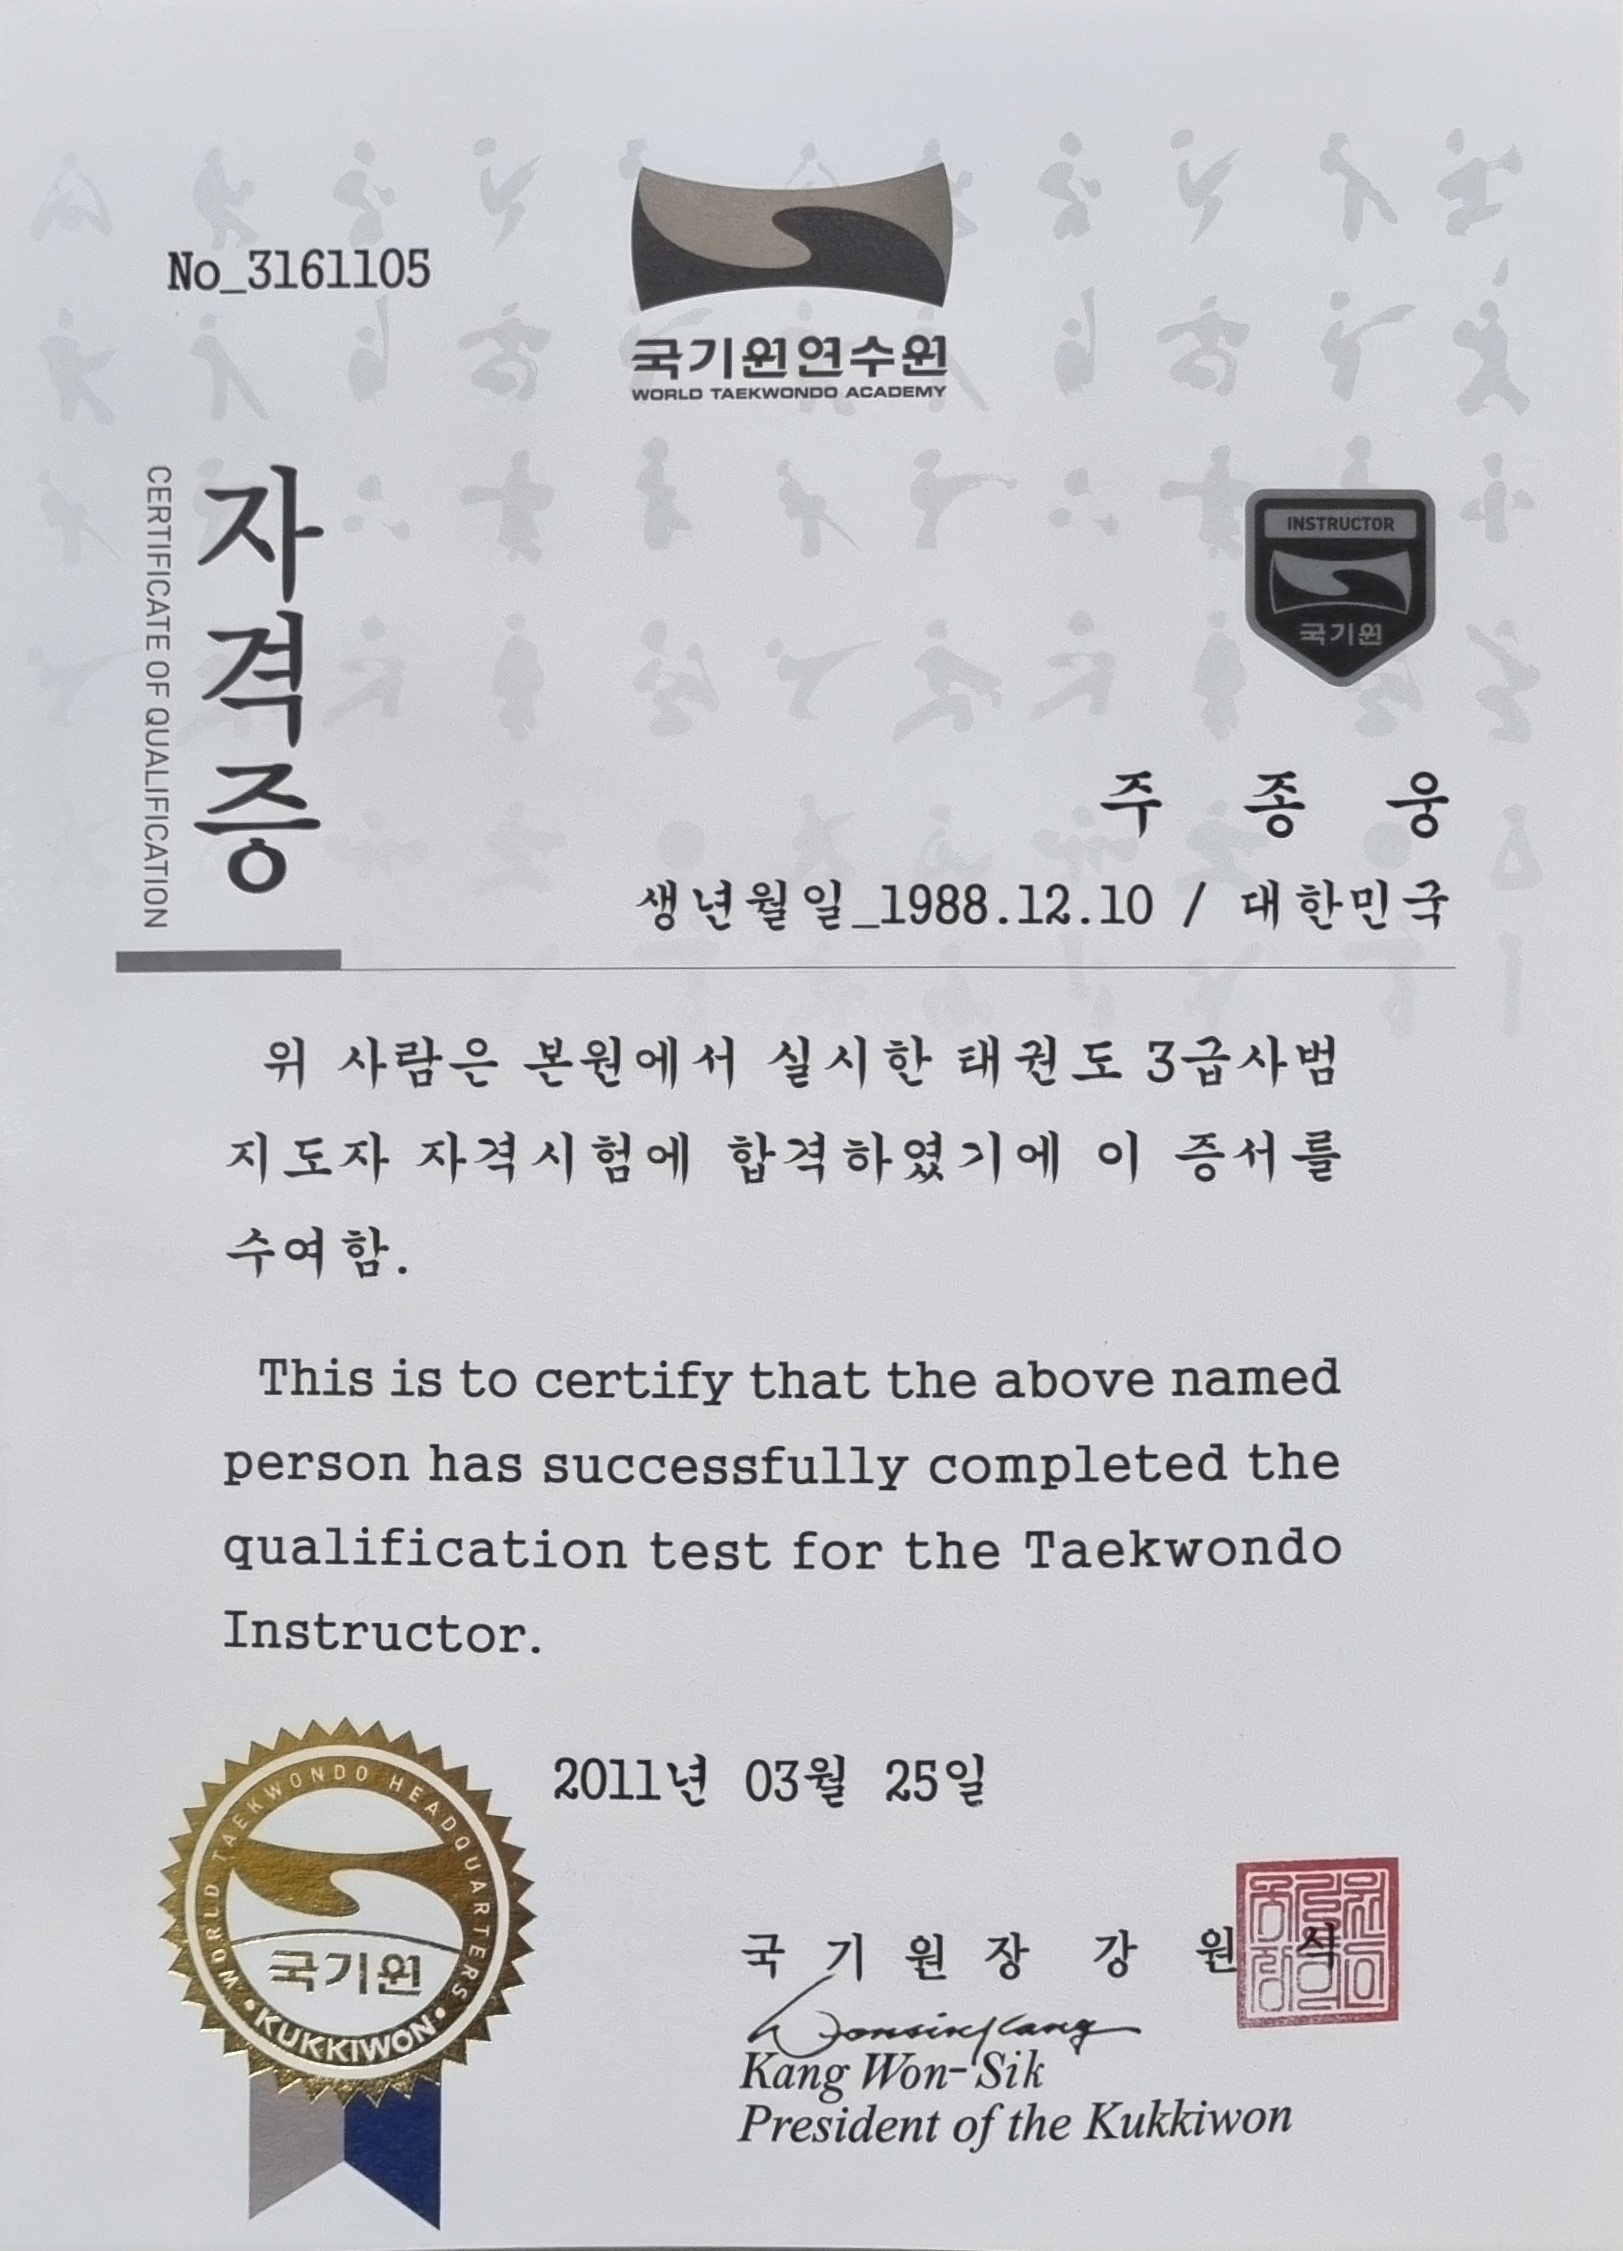 No_3161105
국기원연수원
WORLD TAEKWONDO ACADEMY
자격증
CERTIFICATE OF QUALIFICATION
INSTRUCTOR
국기원
주 종 웅
생년월일_1988.12.10 / 대한민국
위 사람은 본원에서 실시한 태권도 3급사범
지도자 자격시험에 합격하였기에 이 증서를
수여함.
This is to certify that the above named
person has successfully completed the
qualification test for the Taekwondo
Instructor.
2011년 03월 25일
WORLD TAEKWONDO HEADQUARTERS
국기원
•KUKKIWON•
국 기 원 장 강 원 식
Wonsik Kang
Kang Won-Sik
President of the Kukkiwon